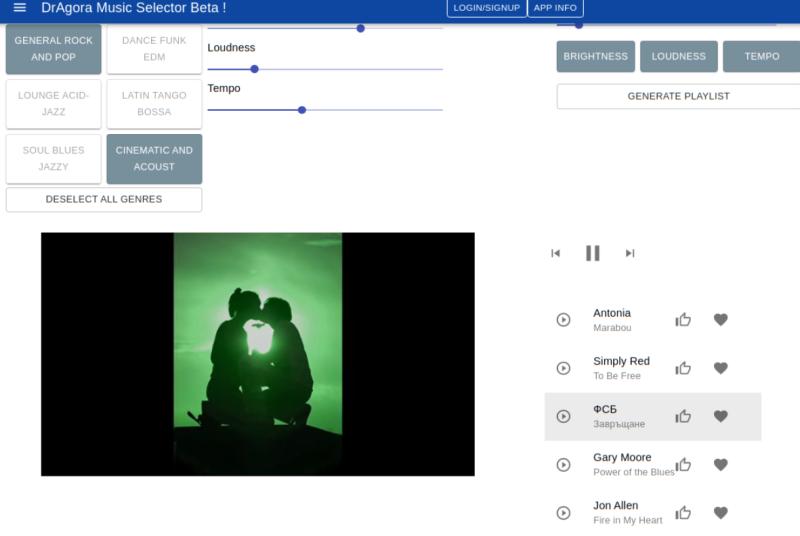 DrAgora Music Selector Beta !
LOGIN/SIGNUP
APP INFO
GENERAL ROCK
AND POP
DANCE FUNK
EDM
LOUNGE ACID-
JAZZ
LATIN TANGO
BOSSA
SOUL BLUES
JAZZY
CINEMATIC AND
ACOUST
DESELECT ALL GENRES
Loudness
Tempo
BRIGHTNESS
LOUDNESS
TEMPO
GENERATE PLAYLIST
Antonia
Marabou
Simply Red
To Be Free
ФСБ
Завръщане
Gary Moore
Power of the Blues
Jon Allen
Fire in My Heart